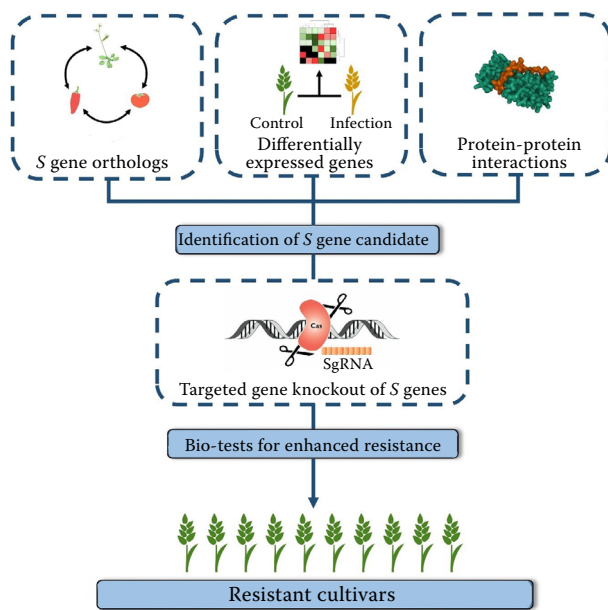 S gene orthologs
Control
Infection
Differentially
expressed genes
Protein-protein
interactions
Identification of S gene candidate
Cas
SgRNA
Targeted gene knockout of S genes
Bio-tests for enhanced resistance
Resistant cultivars